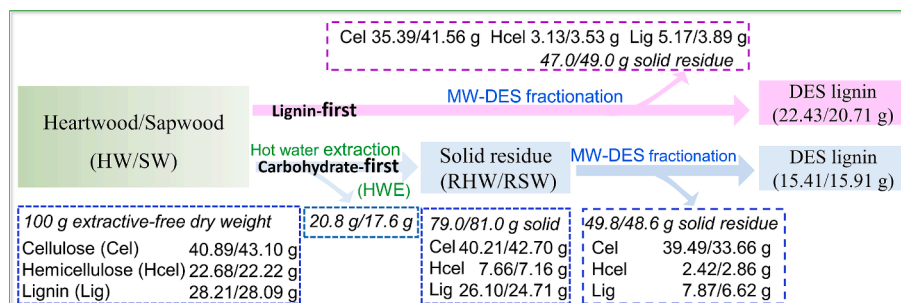 Cel 35.39/41.56 g Hcel 3.13/3.53 g Lig 5.17/3.89 g
47.0/49.0 g solid residue
Heartwood/Sapwood
(HW/SW)
Lignin-first
MW-DES fractionation
DES lignin
(22.43/20.71 g)
Hot water extraction
Carbohydrate-first
(HWE)
Solid residue
(RHW/RSW)
MW-DES fractionation
DES lignin
(15.41/15.91 g)
100 g extractive-free dry weight
Cellulose (Cel) 40.89/43.10 g
Hemicellulose (Hcel) 22.68/22.22 g
Lignin (Lig) 28.21/28.09 g
20.8 g/17.6 g
79.0/81.0 g solid
Cel 40.21/42.70 g
Hcel 7.66/7.16 g
Lig 26.10/24.71 g
49.8/48.6 g solid residue
Cel 39.49/33.66 g
Hcel 2.42/2.86 g
Lig 7.87/6.62 g